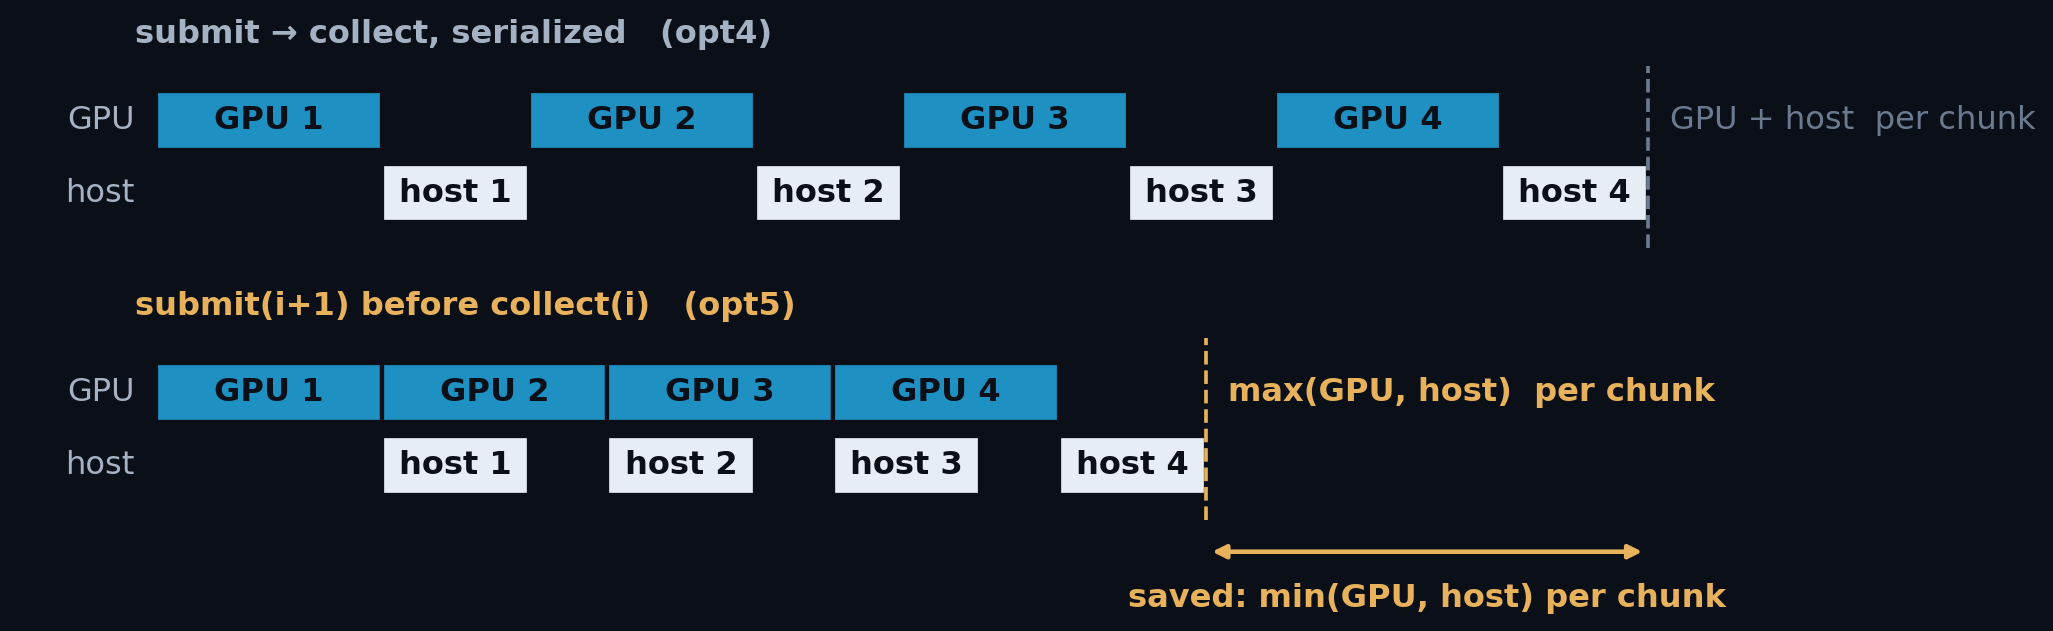 submit → collect, serialized (opt4)
GPU GPU 1 GPU 2 GPU 3 GPU 4 GPU + host per chunk
host host 1 host 2 host 3 host 4
submit(i+1) before collect(i) (opt5)
GPU GPU 1 GPU 2 GPU 3 GPU 4 max(GPU, host) per chunk
host host 1 host 2 host 3 host 4
saved: min(GPU, host) per chunk